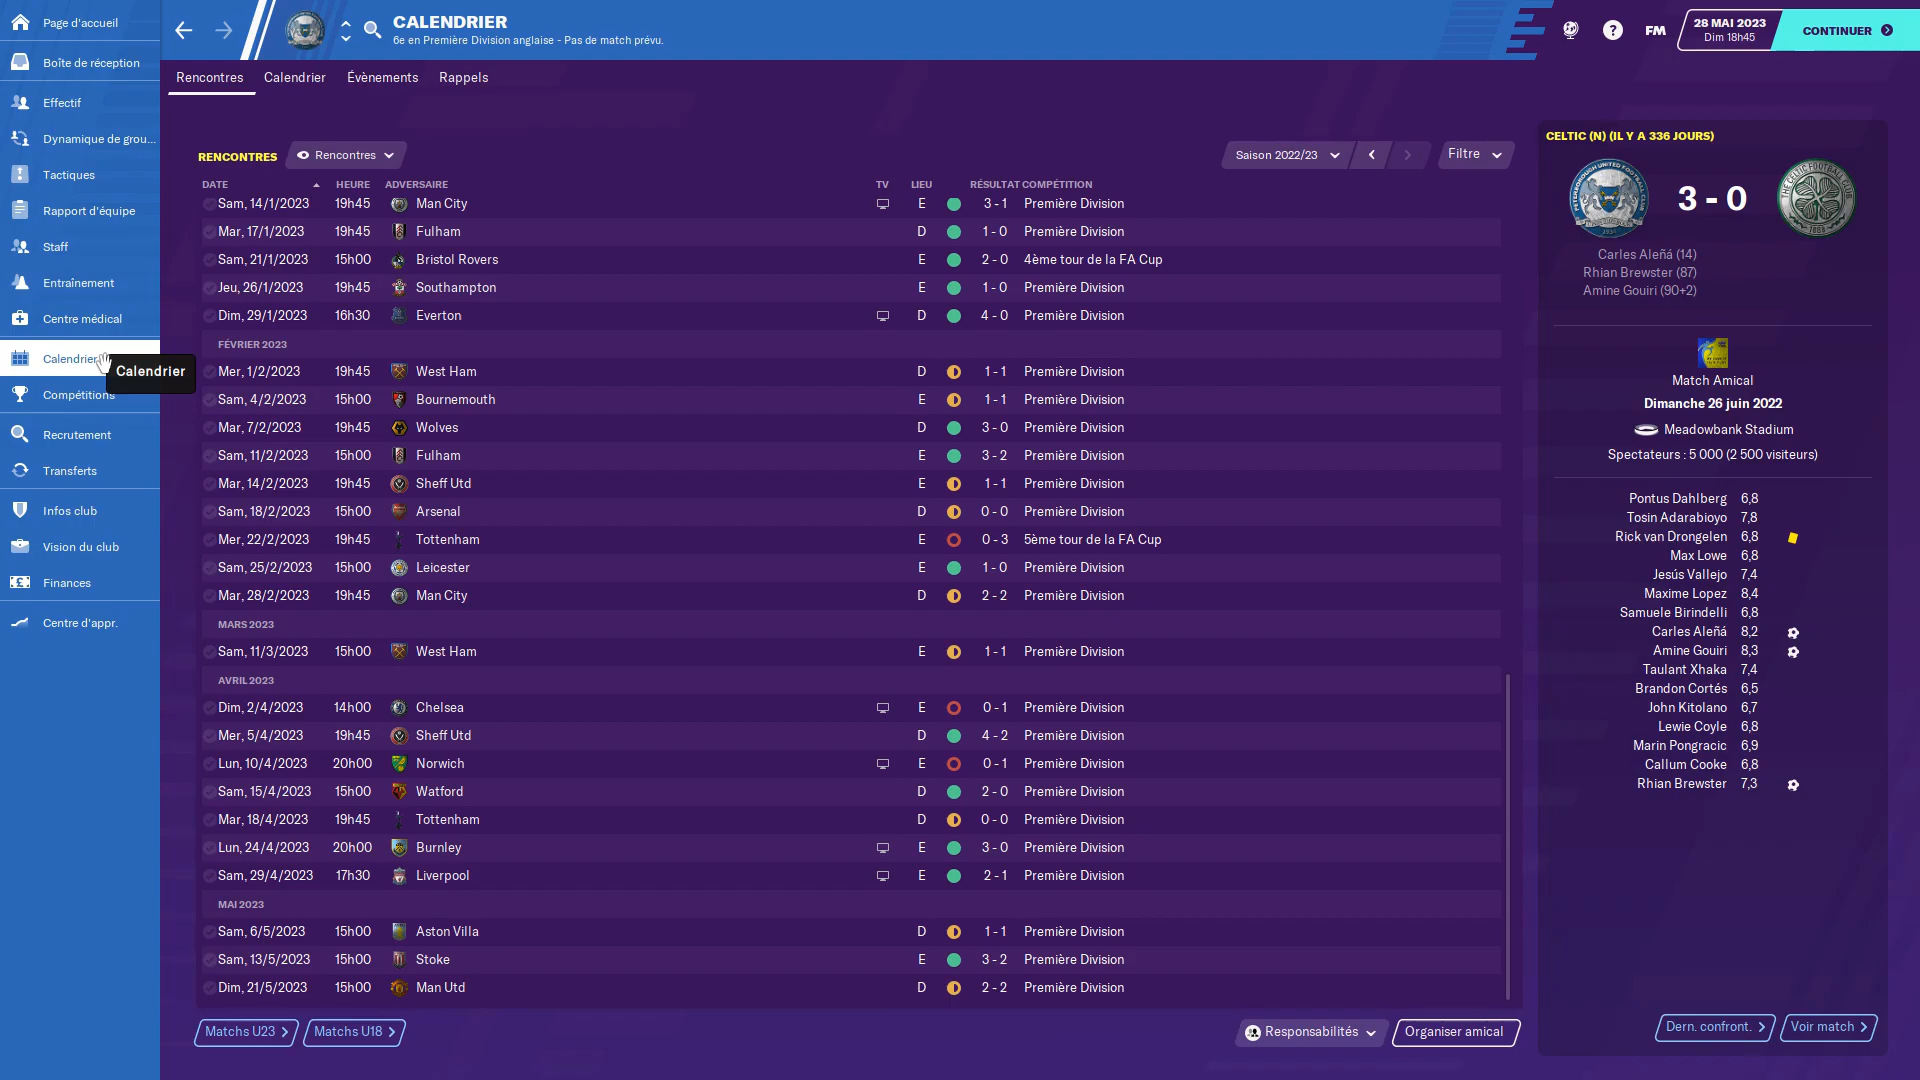 Page d'accueil
Boîte de réception
Effectif
Dynamique de grou...
Tactiques
Rapport d'équipe
Staff
Entraînement
Centre médical
Calendrier
Calendrier
Compétitions
Recrutement
Transferts
Infos club
Vision du club
Finances
Centre d'appr.
CALENDRIER
6e en Première Division anglaise - Pas de match prévu.
FM
28 MAI 2023
Dim 18h45
CONTINUER
Rencontres Calendrier Évènements Rappels
RENCONTRES Rencontres Saison 2022/23 Filtre
DATE HEURE ADVERSAIRE TV LIEU RÉSULTAT COMPÉTITION
Sam, 14/1/2023 19h45 Man City E 3 - 1 Première Division
Mar, 17/1/2023 19h45 Fulham D 1 - 0 Première Division
Sam, 21/1/2023 15h00 Bristol Rovers E 2 - 0 4ème tour de la FA Cup
Jeu, 26/1/2023 19h45 Southampton E 1 - 0 Première Division
Dim, 29/1/2023 16h30 Everton D 4 - 0 Première Division
FÉVRIER 2023
Mer, 1/2/2023 19h45 West Ham D 1 - 1 Première Division
Sam, 4/2/2023 15h00 Bournemouth E 1 - 1 Première Division
Mar, 7/2/2023 19h45 Wolves D 3 - 0 Première Division
Sam, 11/2/2023 15h00 Fulham E 3 - 2 Première Division
Mar, 14/2/2023 19h45 Sheff Utd E 1 - 1 Première Division
Sam, 18/2/2023 15h00 Arsenal D 0 - 0 Première Division
Mer, 22/2/2023 19h45 Tottenham E 0 - 3 5ème tour de la FA Cup
Sam, 25/2/2023 15h00 Leicester E 1 - 0 Première Division
Mar, 28/2/2023 19h45 Man City D 2 - 2 Première Division
MARS 2023
Sam, 11/3/2023 15h00 West Ham E 1 - 1 Première Division
AVRIL 2023
Dim, 2/4/2023 14h00 Chelsea E 0 - 1 Première Division
Mer, 5/4/2023 19h45 Sheff Utd D 4 - 2 Première Division
Lun, 10/4/2023 20h00 Norwich E 0 - 1 Première Division
Sam, 15/4/2023 15h00 Watford D 2 - 0 Première Division
Mar, 18/4/2023 19h45 Tottenham D 0 - 0 Première Division
Lun, 24/4/2023 20h00 Burnley E 3 - 0 Première Division
Sam, 29/4/2023 17h30 Liverpool E 2 - 1 Première Division
MAI 2023
Sam, 6/5/2023 15h00 Aston Villa D 1 - 1 Première Division
Sam, 13/5/2023 15h00 Stoke E 3 - 2 Première Division
Dim, 21/5/2023 15h00 Man Utd D 2 - 2 Première Division
Matchs U23 Matchs U18 Responsabilités Organiser amical
CELTIC (N) (IL Y A 336 JOURS)
PETERBOROUGH UNITED FOOTBALL CLUB
3 - 0
THE CELTIC FOOTBALL CLUB
1888
Carles Aleñá (14)
Rhian Brewster (87)
Amine Gouiri (90+2)
Match Amical
Dimanche 26 juin 2022
Meadowbank Stadium
Spectateurs : 5 000 (2 500 visiteurs)
Pontus Dahlberg 6,8
Tosin Adarabioyo 7,8
Rick van Drongelen 6,8
Max Lowe 6,8
Jesús Vallejo 7,4
Maxime Lopez 8,4
Samuele Birindelli 6,8
Carles Aleñá 8,2
Amine Gouiri 8,3
Taulant Xhaka 7,4
Brandon Cortés 6,5
John Kitolano 6,7
Lewie Coyle 6,8
Marin Pongracic 6,9
Callum Cooke 6,8
Rhian Brewster 7,3
Dern. confront. Voir match